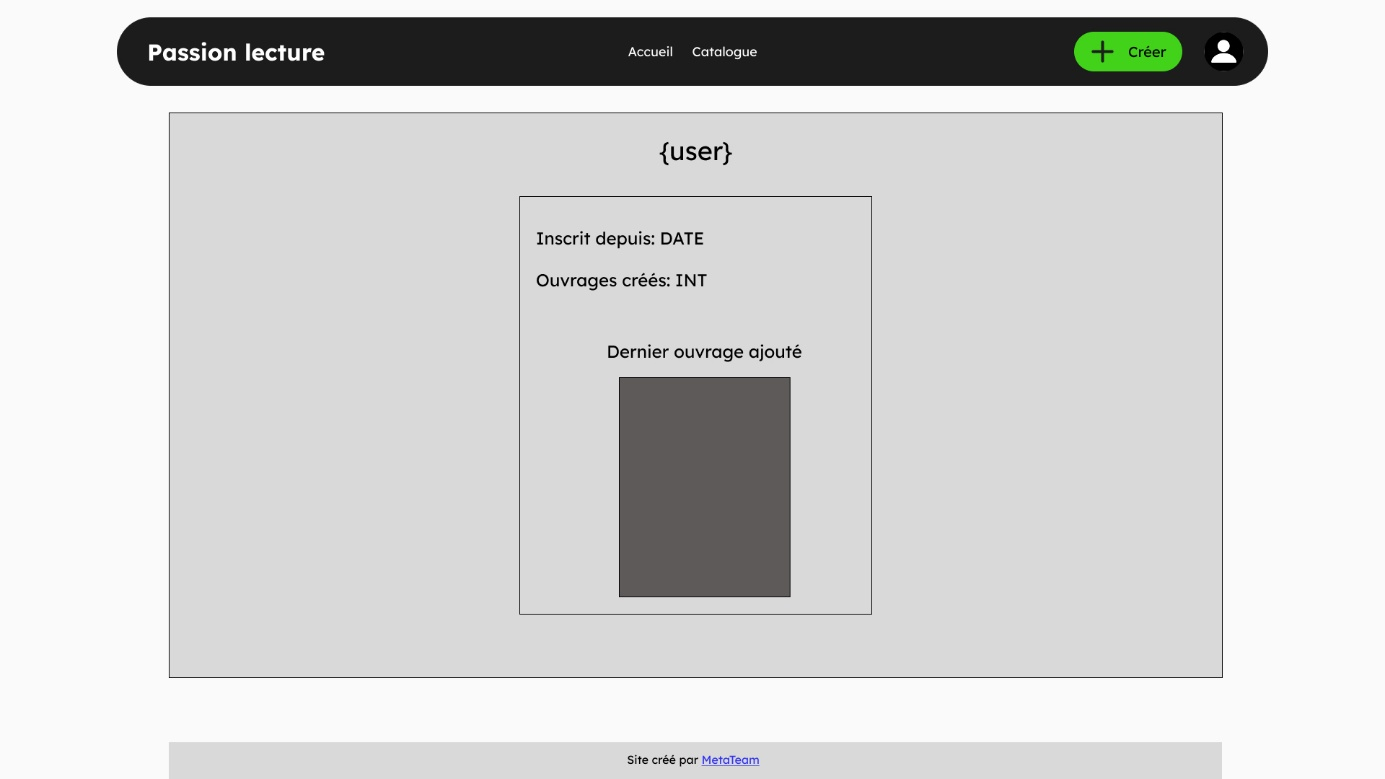 Passion lecture
Accueil Catalogue
Créer
{user}
Inscrit depuis: DATE
Ouvrages créés: INT
Dernier ouvrage ajouté
Site créé par MetaTeam